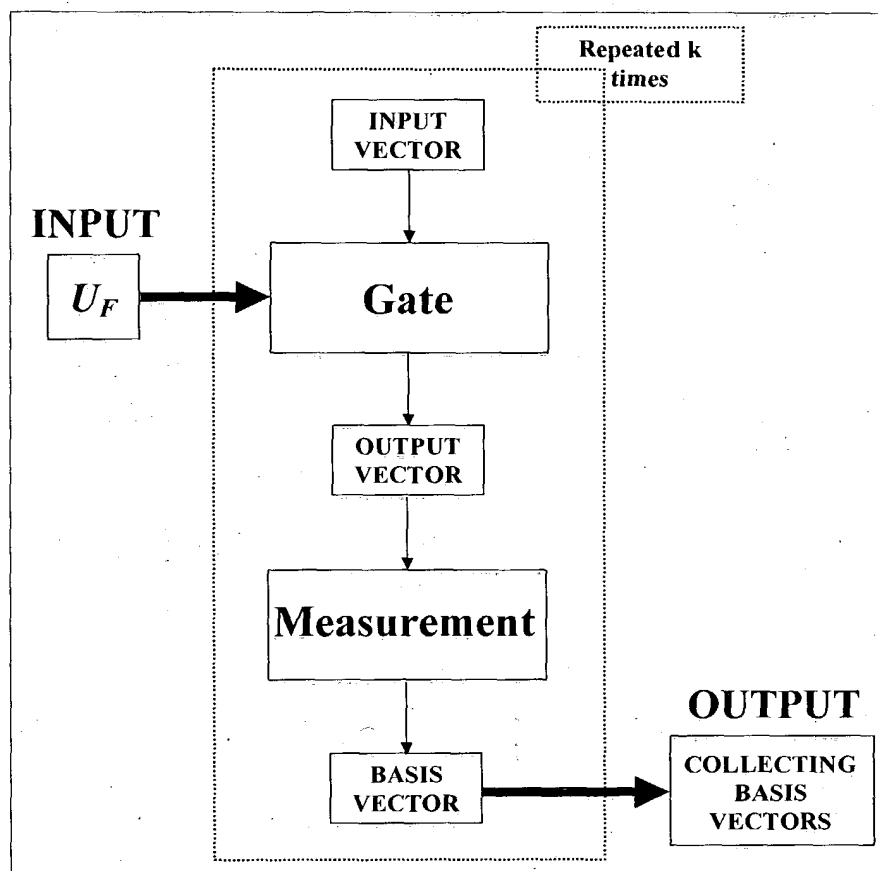 Repeated k
times
INPUT
VECTOR
INPUT
U_F
Gate
OUTPUT
VECTOR
Measurement
OUTPUT
BASIS
VECTOR
COLLECTING
BASIS
VECTORS